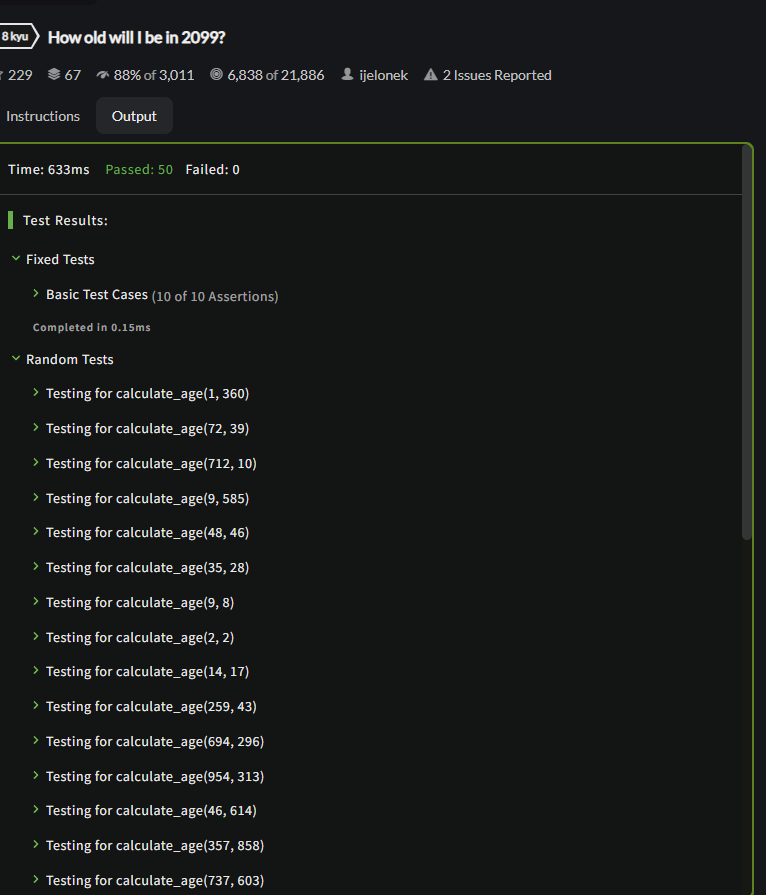 8 kyu How old will I be in 2099?
229 67 88% of 3,011 6,838 of 21,886 ijelonek 2 Issues Reported
Instructions Output
Time: 633ms Passed: 50 Failed: 0
Test Results:
Fixed Tests
Basic Test Cases (10 of 10 Assertions)
Completed in 0.15ms
Random Tests
Testing for calculate_age(1, 360)
Testing for calculate_age(72, 39)
Testing for calculate_age(712, 10)
Testing for calculate_age(9, 585)
Testing for calculate_age(48, 46)
Testing for calculate_age(35, 28)
Testing for calculate_age(9, 8)
Testing for calculate_age(2, 2)
Testing for calculate_age(14, 17)
Testing for calculate_age(259, 43)
Testing for calculate_age(694, 296)
Testing for calculate_age(954, 313)
Testing for calculate_age(46, 614)
Testing for calculate_age(357, 858)
Testing for calculate_age(737, 603)